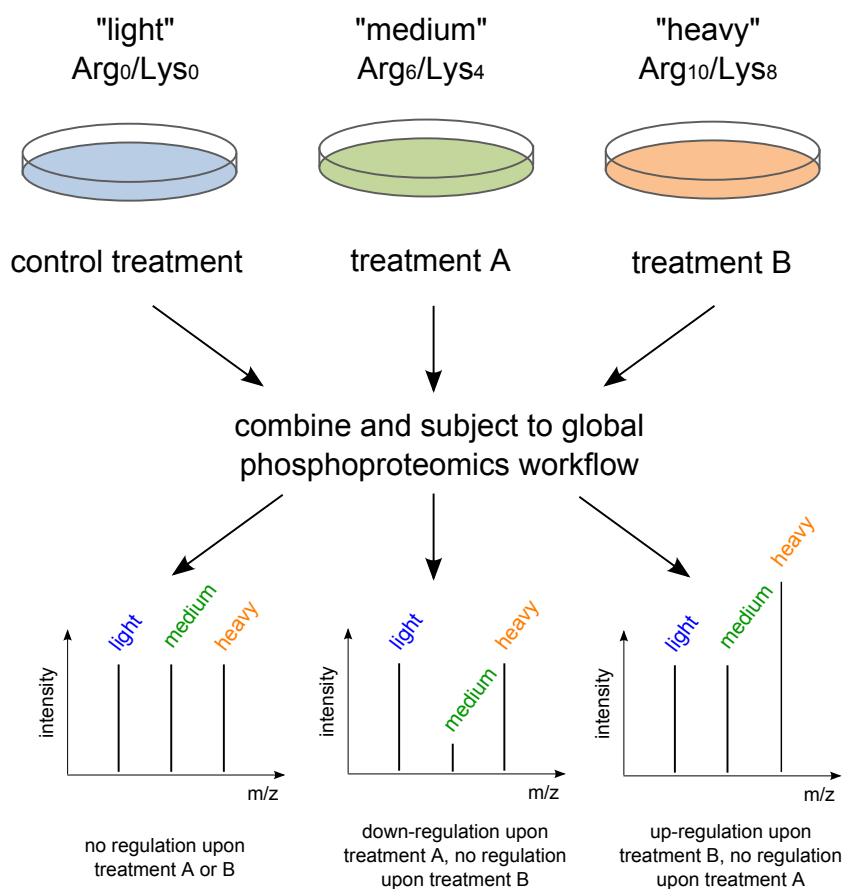 "light"
Arg0/Lys0
"medium"
Arg6/Lys4
"heavy"
Arg10/Lys8
control treatment
treatment A
treatment B
combine and subject to global
phosphoproteomics workflow
light
medium
heavy
intensity
m/z
no regulation upon
treatment A or B
light
medium
heavy
intensity
m/z
down-regulation upon
treatment A, no regulation
upon treatment B
light
medium
heavy
intensity
m/z
up-regulation upon
treatment B, no regulation
upon treatment A